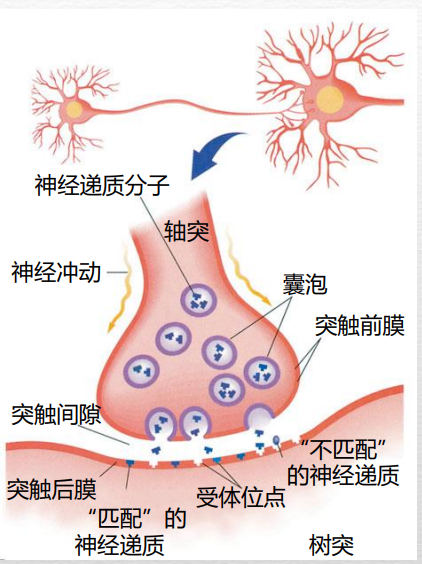 神经递质分子
轴突
神经冲动
囊泡
突触前膜
突触间隙
“不匹配”
的神经递质
突触后膜
受体位点
“匹配”的
神经递质
树突